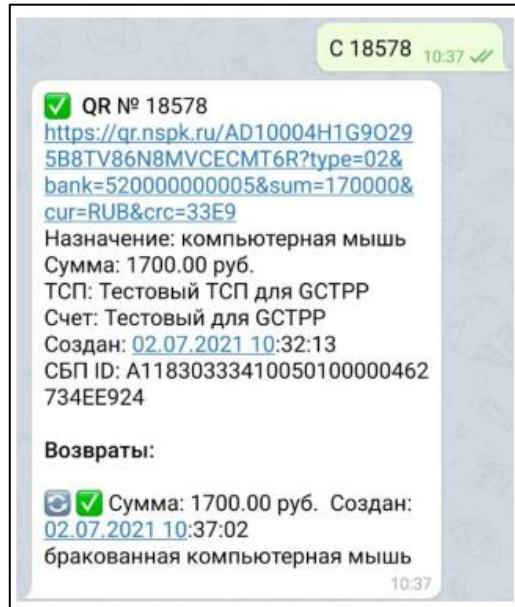 С 18578 10:37
QR № 18578
https://qr.nspk.ru/AD10004H1G9O29
5B8TV86N8MVCECMT6R?type=02&
bank=520000000005&sum=170000&
cur=RUB&crc=33E9
Назначение: компьютерная мышь
Сумма: 1700.00 руб.
ТСП: Тестовый ТСП для GCTPP
Счет: Тестовый для GCTPP
Создан: 02.07.2021 10:32:13
СБП ID: A11830333410050100000462
734EE924
Возвраты:
Сумма: 1700.00 руб. Создан:
02.07.2021 10:37:02
бракованная компьютерная мышь
10:37